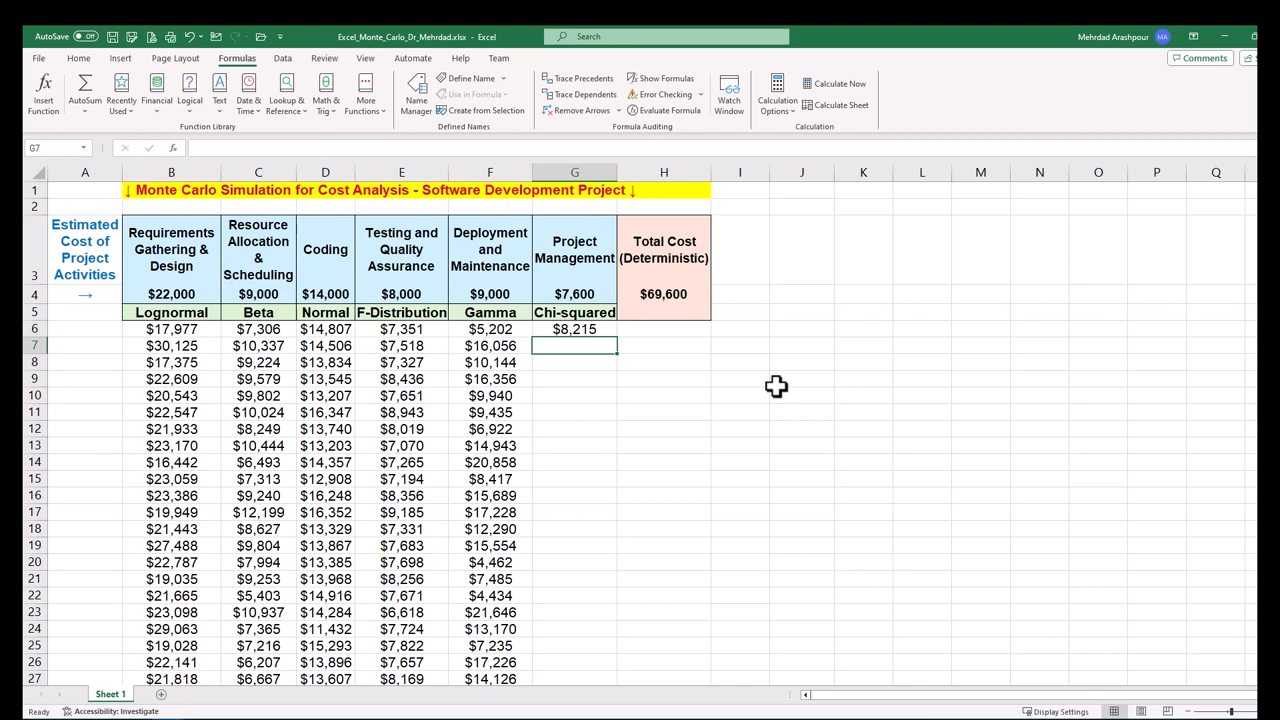 AutoSave Off
Excel_Monte_Carlo_Dr_Mehrdad.xlsx - Excel
Search
Mehrdad Arashpour MA
File Home Insert Page Layout Formulas Data Review View Automate Help Team
Comments
Insert Function
AutoSum
Recently Used
Financial
Logical
Text
Date & Time
Lookup & Reference
Math & Trig
More Functions
Function Library
Name Manager
Define Name
Use in Formula
Create from Selection
Defined Names
Trace Precedents
Trace Dependents
Remove Arrows
Show Formulas
Error Checking
Evaluate Formula
Formula Auditing
Watch Window
Calculation Options
Calculate Now
Calculate Sheet
Calculation
G7
fx
A B C D E F G H I J K L M N O P Q
1 ↓ Monte Carlo Simulation for Cost Analysis - Software Development Project ↓
2
3
Estimated Cost of Project Activities
Requirements Gathering & Design
Resource Allocation & Scheduling
Coding
Testing and Quality Assurance
Deployment and Maintenance
Project Management
Total Cost (Deterministic)
4 → $22,000 $9,000 $14,000 $8,000 $9,000 $7,600 $69,600
5 Lognormal Beta Normal F-Distribution Gamma Chi-squared
6 $17,977 $7,306 $14,807 $7,351 $5,202 $8,215
7 $30,125 $10,337 $14,506 $7,518 $16,056
8 $17,375 $9,224 $13,834 $7,327 $10,144
9 $22,609 $9,579 $13,545 $8,436 $16,356
10 $20,543 $9,802 $13,207 $7,651 $9,940
11 $22,547 $10,024 $16,347 $8,943 $9,435
12 $21,933 $8,249 $13,740 $8,019 $6,922
13 $23,170 $10,444 $13,203 $7,070 $14,943
14 $16,442 $6,493 $14,357 $7,265 $20,858
15 $23,059 $7,313 $12,908 $7,194 $8,417
16 $23,386 $9,240 $16,248 $8,356 $15,689
17 $19,949 $12,199 $16,352 $9,185 $17,228
18 $21,443 $8,627 $13,329 $7,331 $12,290
19 $27,488 $9,804 $13,867 $7,683 $15,554
20 $22,787 $7,994 $13,385 $7,698 $4,462
21 $19,035 $9,253 $13,968 $8,256 $7,485
22 $21,665 $5,403 $14,916 $7,671 $4,434
23 $23,098 $10,937 $14,284 $6,618 $21,646
24 $29,063 $7,365 $11,432 $7,724 $13,170
25 $19,028 $7,216 $15,293 $7,822 $7,235
26 $22,141 $6,207 $13,896 $7,657 $17,226
27 $21,818 $6,667 $13,607 $8,169 $14,126
Sheet 1
Ready
Accessibility: Investigate
Display Settings